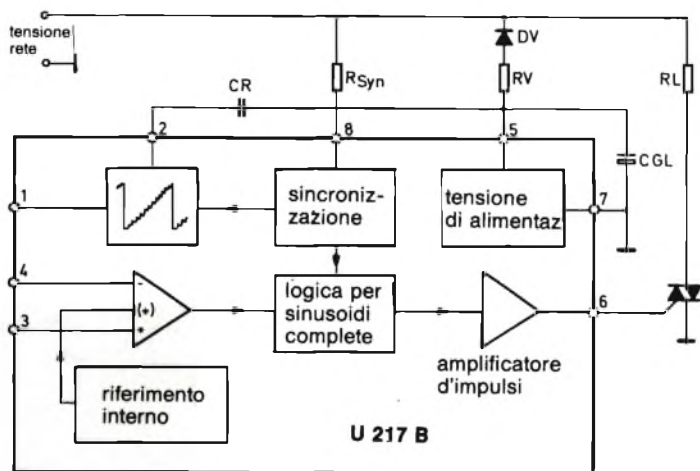 tensione
rete
DV
RSyn
RV
RL
CR
2
8
5
CGL
1
sincroniz-
zazione
tensione
di alimentaz
7
4
-
(+)
3
+
logica per
sinusoidi
complete
6
amplificatore
d'impulsi
riferimento
interno
U 217 B